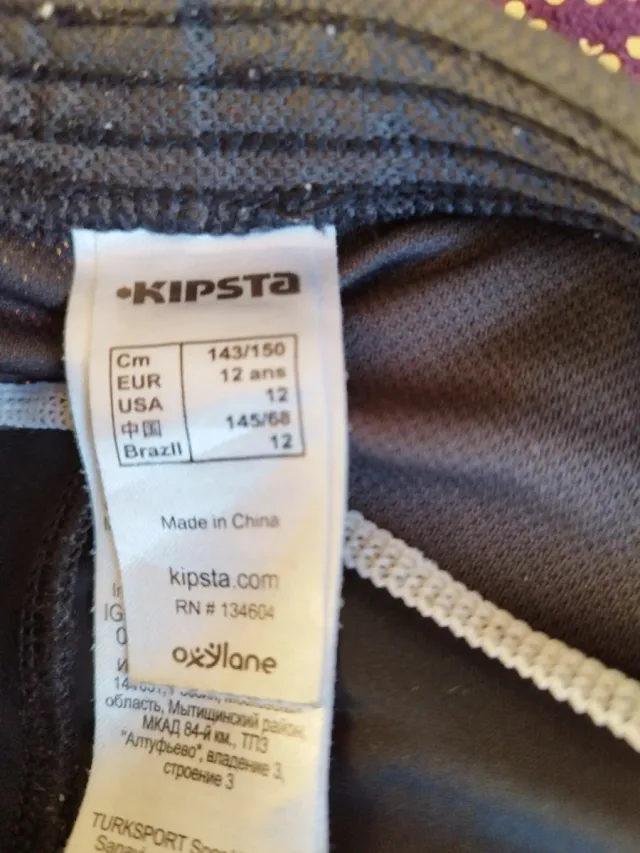 KIPSTA
Cm 143/150
EUR 12 ans
USA 12
中国 145/68
Brazil 12
Made in China
kipsta.com
RN # 134604
oxylane
область, Мытищинский район,
МКАД 84-й км., ТПЗ
"Алтуфьево", владение 3,
строение 3
TURKSPORT